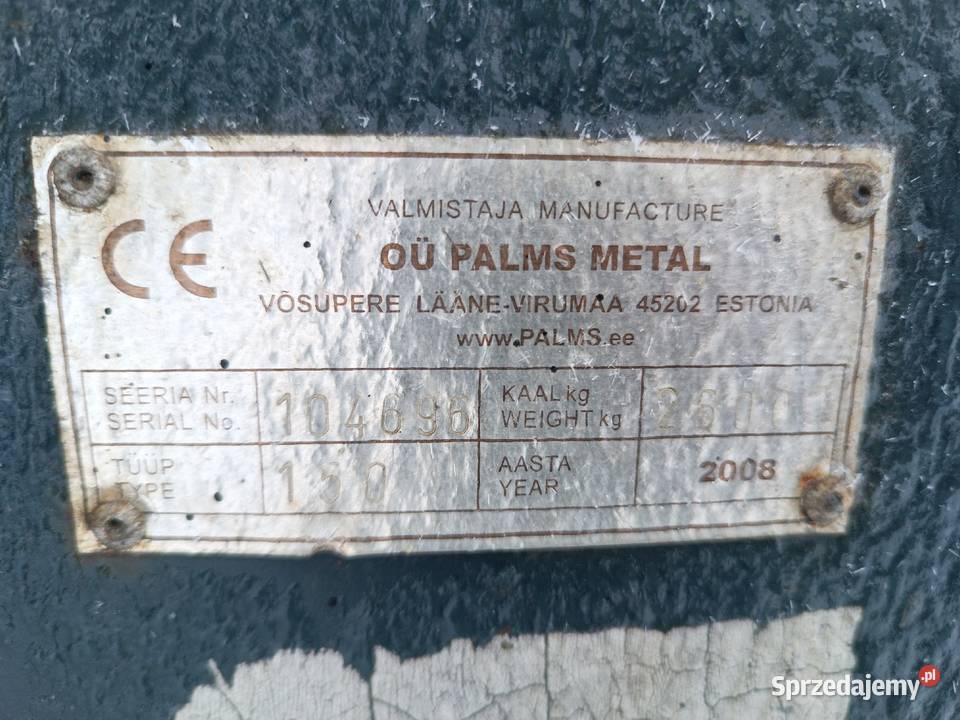 CE
VALMISTAJA MANUFACTURE
OÜ PALMS METAL
VÕSUPERE LÄÄNE-VIRUMAA 45202 ESTONIA
www.PALMS.ee
SEERIA Nr. 104696 KAAL kg
SERIAL No. WEIGHT kg
TÜÜP AASTA 2008
TYPE YEAR
Sprzedajemy.pl